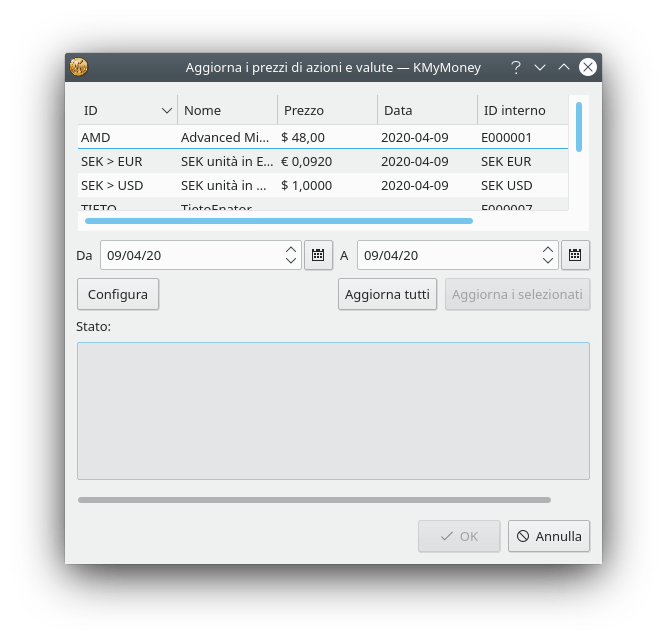 Aggiorna i prezzi di azioni e valute — KMyMoney
ID Nome Prezzo Data ID interno
AMD Advanced Mi... $ 48,00 2020-04-09 E000001
SEK > EUR SEK unità in E... € 0,0920 2020-04-09 SEK EUR
SEK > USD SEK unità in ... $ 1,0000 2020-04-09 SEK USD
TIETO TietoEnator E000007
Da 09/04/20 A 09/04/20
Configura Aggiorna tutti Aggiorna i selezionati
Stato:
OK Annulla